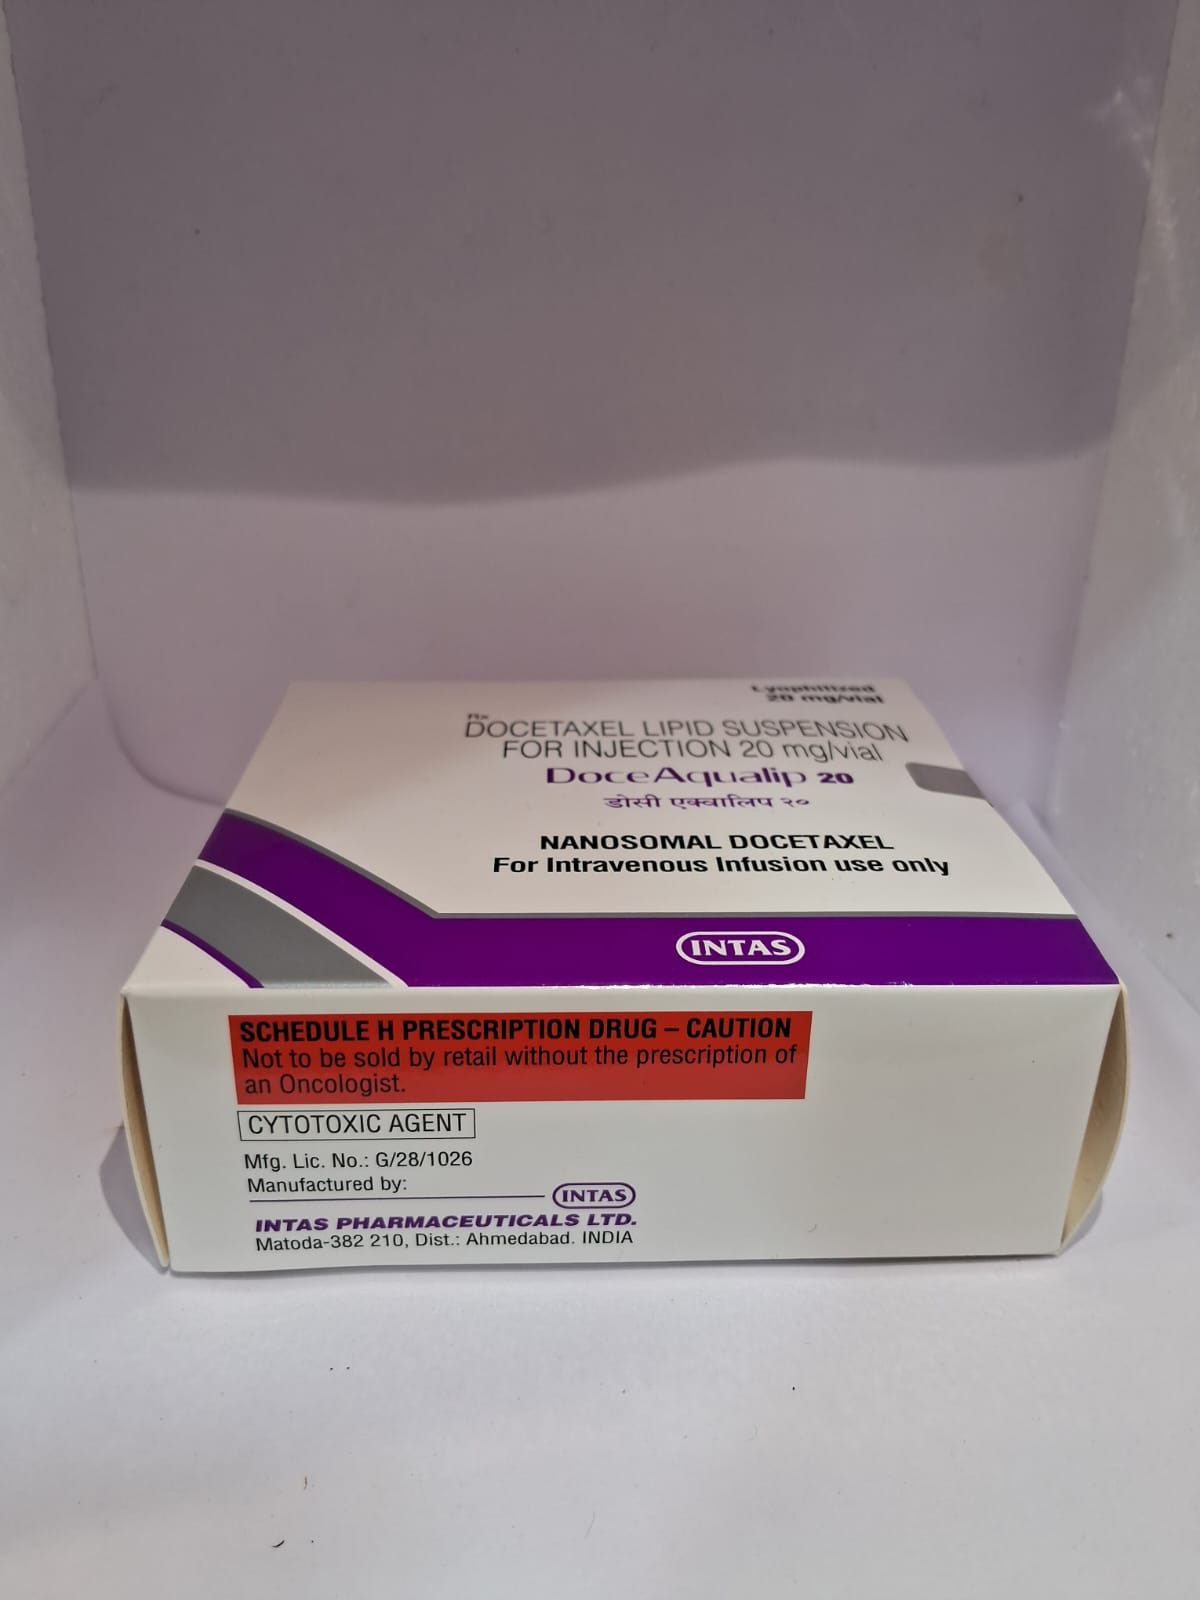 Lyophilized
20 mg/vial
Rx
DOCETAXEL LIPID SUSPENSION
FOR INJECTION 20 mg/vial
DoceAqualip 20
डोसी एक्वालिप २०
NANOSOMAL DOCETAXEL
For Intravenous Infusion use only
INTAS
SCHEDULE H PRESCRIPTION DRUG – CAUTION
Not to be sold by retail without the prescription of
an Oncologist.
CYTOTOXIC AGENT
Mfg. Lic. No.: G/28/1026
Manufactured by:
INTAS
INTAS PHARMACEUTICALS LTD.
Matoda-382 210, Dist.: Ahmedabad. INDIA